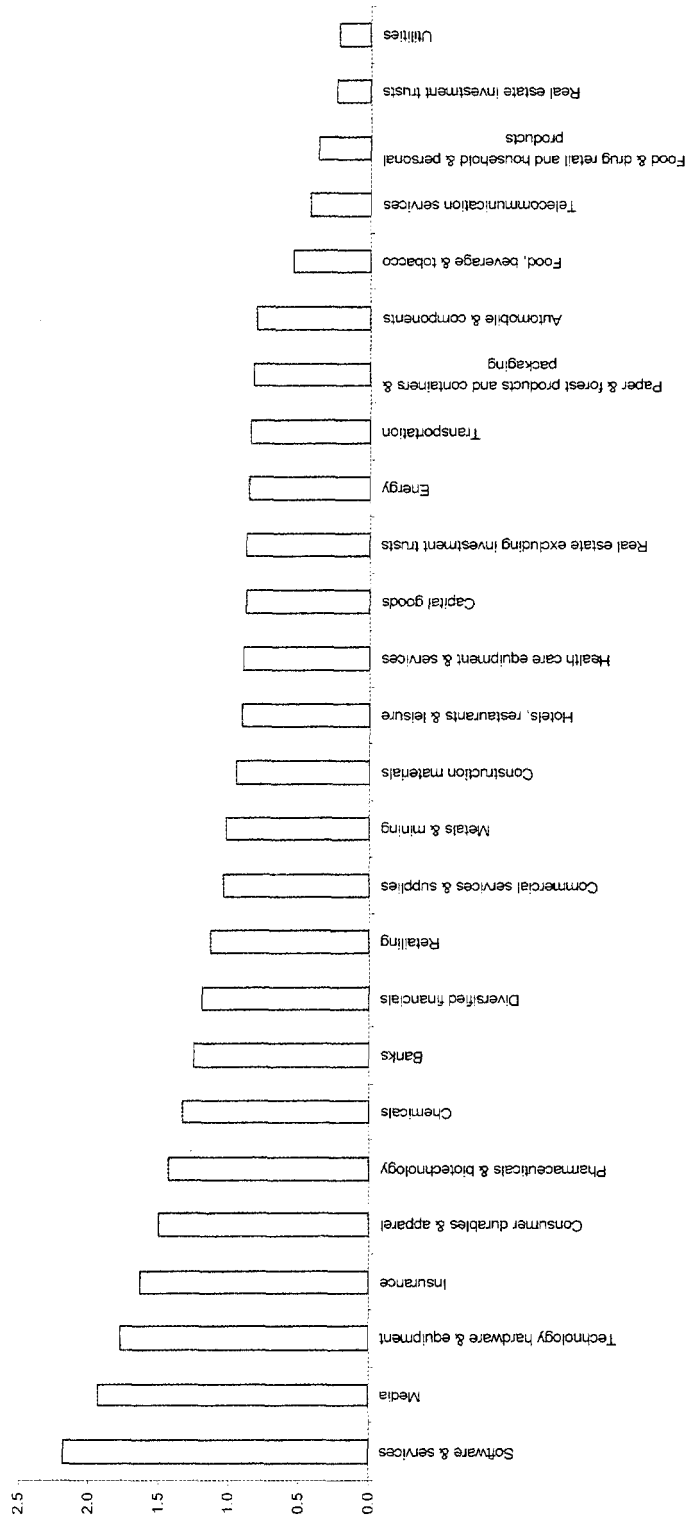 Utilities
Real estate investment trusts
Food & drug retail and household & personal
products
Telecommunication services
Food, beverage & tobacco
Automobile & components
Paper & forest products and containers &
packaging
Transportation
Energy
Real estate excluding investment trusts
Capital goods
Health care equipment & services
Hotels, restaurants & leisure
Construction materials
Metals & mining
Commercial services & supplies
Retailing
Diversified financials
Banks
Chemicals
Pharmaceuticals & biotechnology
Consumer durables & apparel
Insurance
Technology hardware & equipment
Media
Software & services
2.5
2.0
1.5
1.0
0.5
0.0